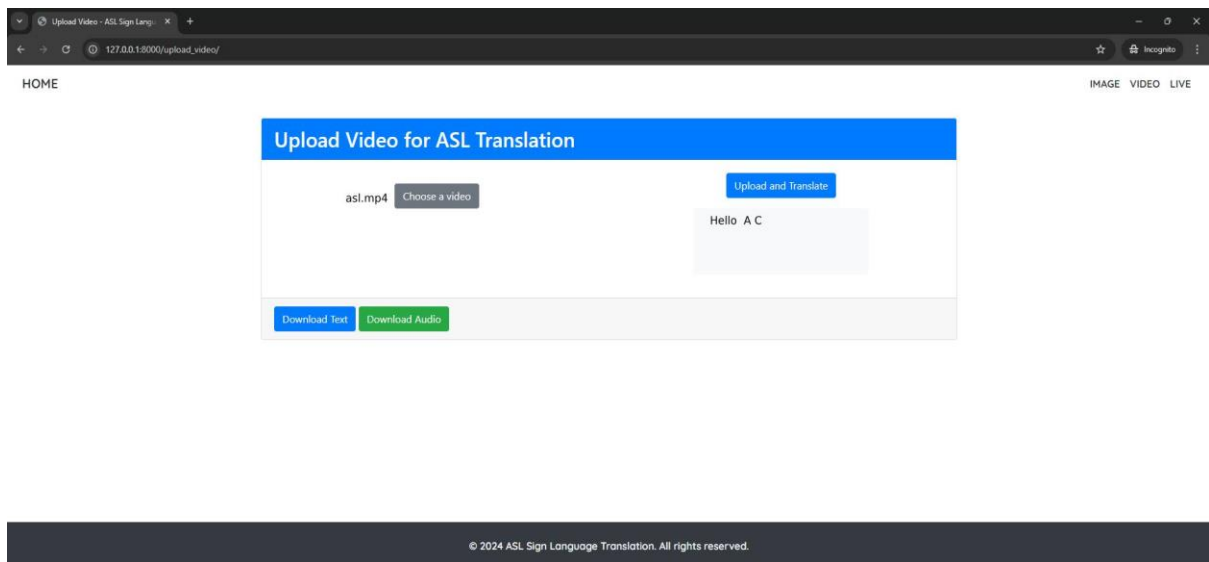 Upload Video - ASL Sign Langu
127.0.0.1:8000/upload_video/
Incognito
HOME
IMAGE VIDEO LIVE
Upload Video for ASL Translation
asl.mp4 Choose a video
Upload and Translate
Hello A C
Download Text Download Audio
© 2024 ASL Sign Language Translation. All rights reserved.